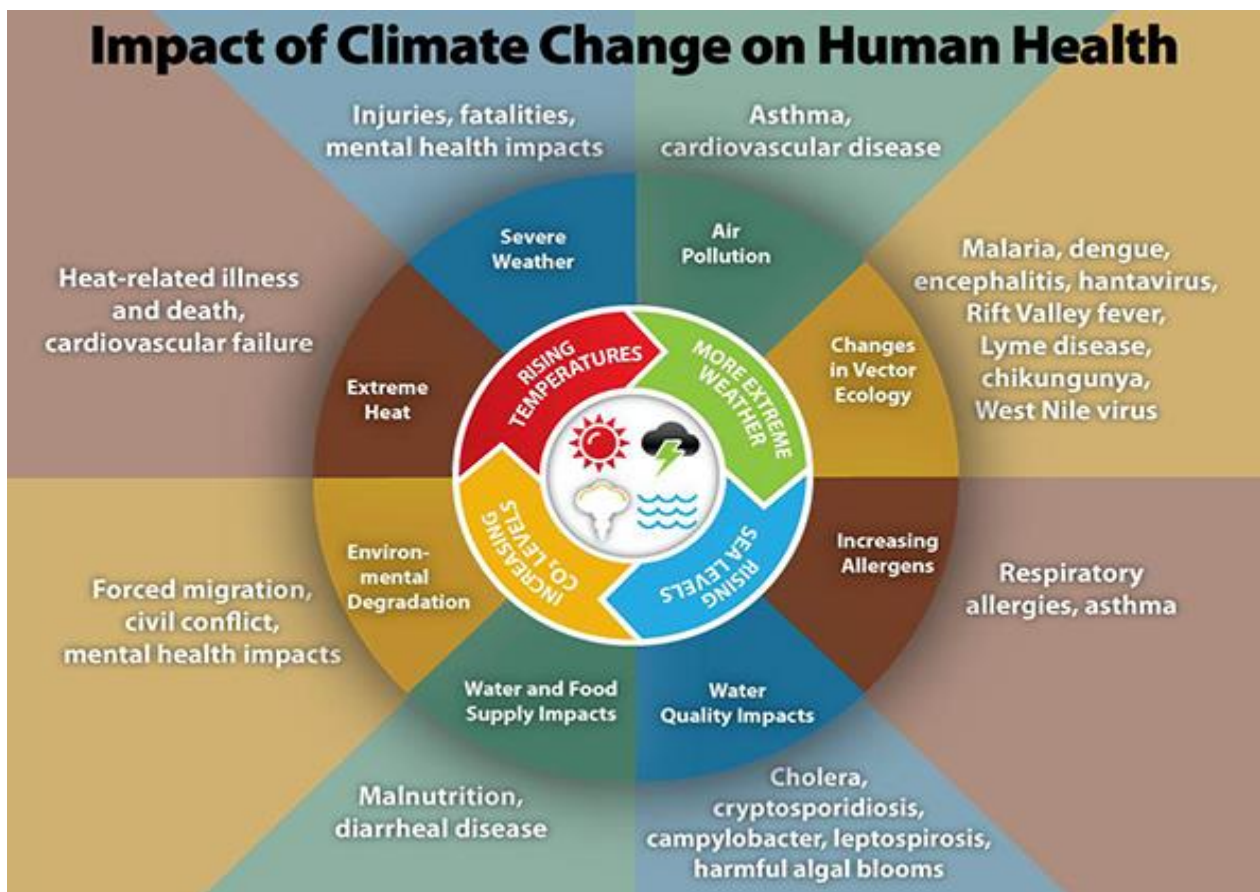 Impact of Climate Change on Human Health
Injuries, fatalities,
mental health impacts
Asthma,
cardiovascular disease
Severe
Weather
Air
Pollution
Heat-related illness
and death,
cardiovascular failure
Malaria, dengue,
encephalitis, hantavirus,
Rift Valley fever,
Lyme disease,
chikungunya,
West Nile virus
Extreme
Heat
Changes
in Vector
Ecology
RISING
TEMPERATURES
MORE EXTREME
WEATHER
INCREASING
CO₂ LEVELS
RISING
SEA LEVELS
Environ-
mental
Degradation
Increasing
Allergens
Forced migration,
civil conflict,
mental health impacts
Respiratory
allergies, asthma
Water and Food
Supply Impacts
Water
Quality Impacts
Malnutrition,
diarrheal disease
Cholera,
cryptosporidiosis,
campylobacter, leptospirosis,
harmful algal blooms